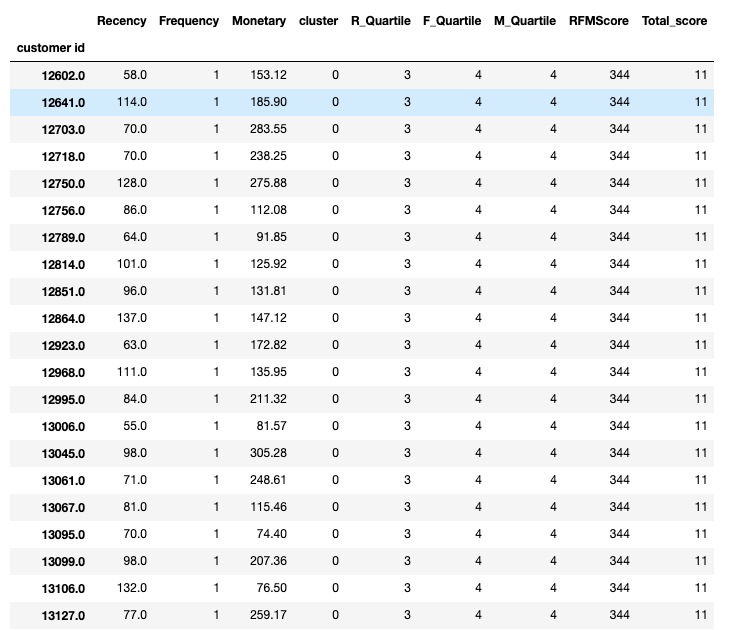 Recency Frequency Monetary cluster R_Quartile F_Quartile M_Quartile RFMScore Total_score
customer id
12602.0 58.0 1 153.12 0 3 4 4 344 11
12641.0 114.0 1 185.90 0 3 4 4 344 11
12703.0 70.0 1 283.55 0 3 4 4 344 11
12718.0 70.0 1 238.25 0 3 4 4 344 11
12750.0 128.0 1 275.88 0 3 4 4 344 11
12756.0 86.0 1 112.08 0 3 4 4 344 11
12789.0 64.0 1 91.85 0 3 4 4 344 11
12814.0 101.0 1 125.92 0 3 4 4 344 11
12851.0 96.0 1 131.81 0 3 4 4 344 11
12864.0 137.0 1 147.12 0 3 4 4 344 11
12923.0 63.0 1 172.82 0 3 4 4 344 11
12968.0 111.0 1 135.95 0 3 4 4 344 11
12995.0 84.0 1 211.32 0 3 4 4 344 11
13006.0 55.0 1 81.57 0 3 4 4 344 11
13045.0 98.0 1 305.28 0 3 4 4 344 11
13061.0 71.0 1 248.61 0 3 4 4 344 11
13067.0 81.0 1 115.46 0 3 4 4 344 11
13095.0 70.0 1 74.40 0 3 4 4 344 11
13099.0 98.0 1 207.36 0 3 4 4 344 11
13106.0 132.0 1 76.50 0 3 4 4 344 11
13127.0 77.0 1 259.17 0 3 4 4 344 11